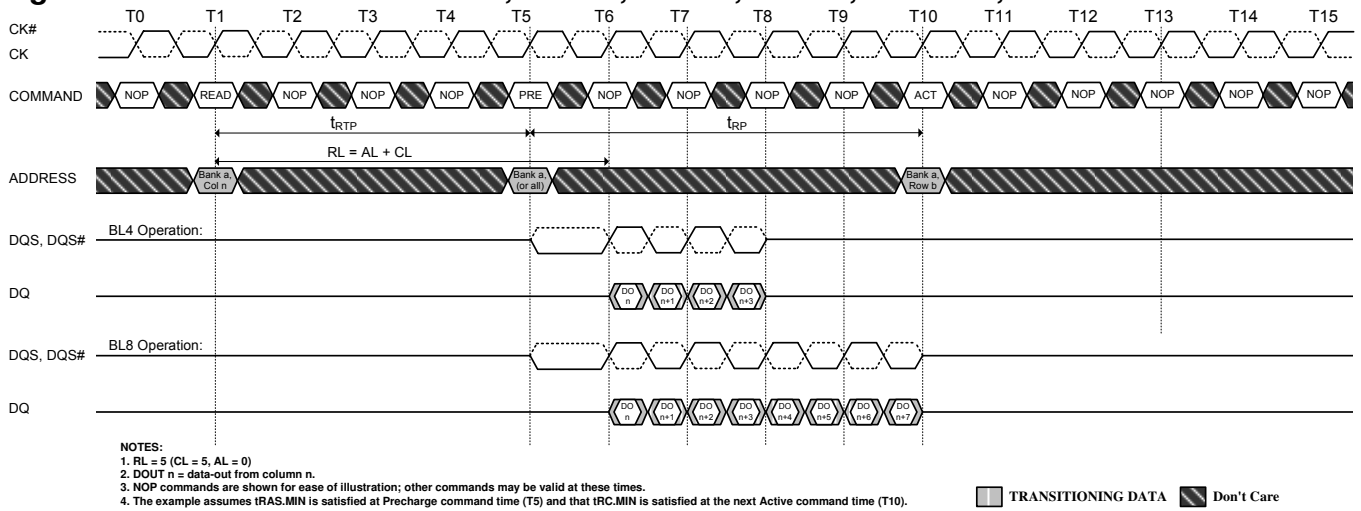 T0 T1 T2 T3 T4 T5 T6 T7 T8 T9 T10 T11 T12 T13 T14 T15
CK#
CK
COMMAND NOP READ NOP NOP NOP PRE NOP NOP NOP NOP ACT NOP NOP NOP NOP NOP
tRTP tRP
RL = AL + CL
ADDRESS Bank a, Col n Bank a, (or all) Bank a, Row b
BL4 Operation:
DQS, DQS#
DQ DO n DO n+1 DO n+2 DO n+3
BL8 Operation:
DQS, DQS#
DQ DO n DO n+1 DO n+2 DO n+3 DO n+4 DO n+5 DO n+6 DO n+7
NOTES:
1. RL = 5 (CL = 5, AL = 0)
2. DOUT n = data-out from column n.
3. NOP commands are shown for ease of illustration; other commands may be valid at these times.
4. The example assumes tRAS.MIN is satisfied at Precharge command time (T5) and that tRC.MIN is satisfied at the next Active command time (T10).
TRANSITIONING DATA Don't Care